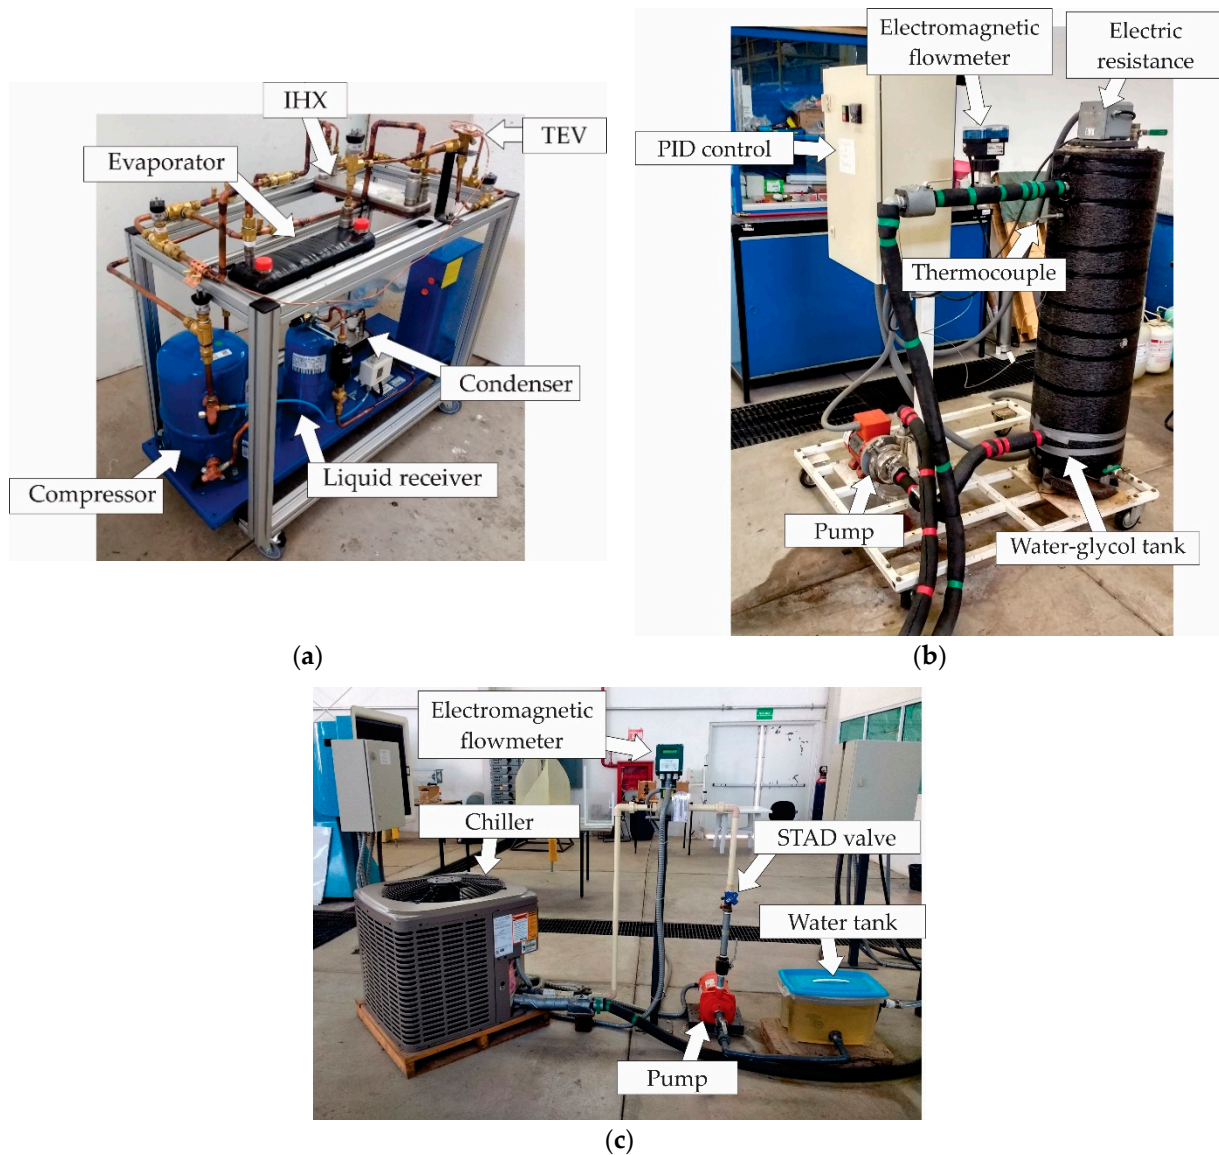 IHX
TEV
Evaporator
Condenser
Liquid receiver
Compressor
(a)
Electromagnetic
flowmeter
Electric
resistance
PID control
Thermocouple
Pump
Water-glycol tank
(b)
Electromagnetic
flowmeter
Chiller
STAD valve
Water tank
Pump
(c)